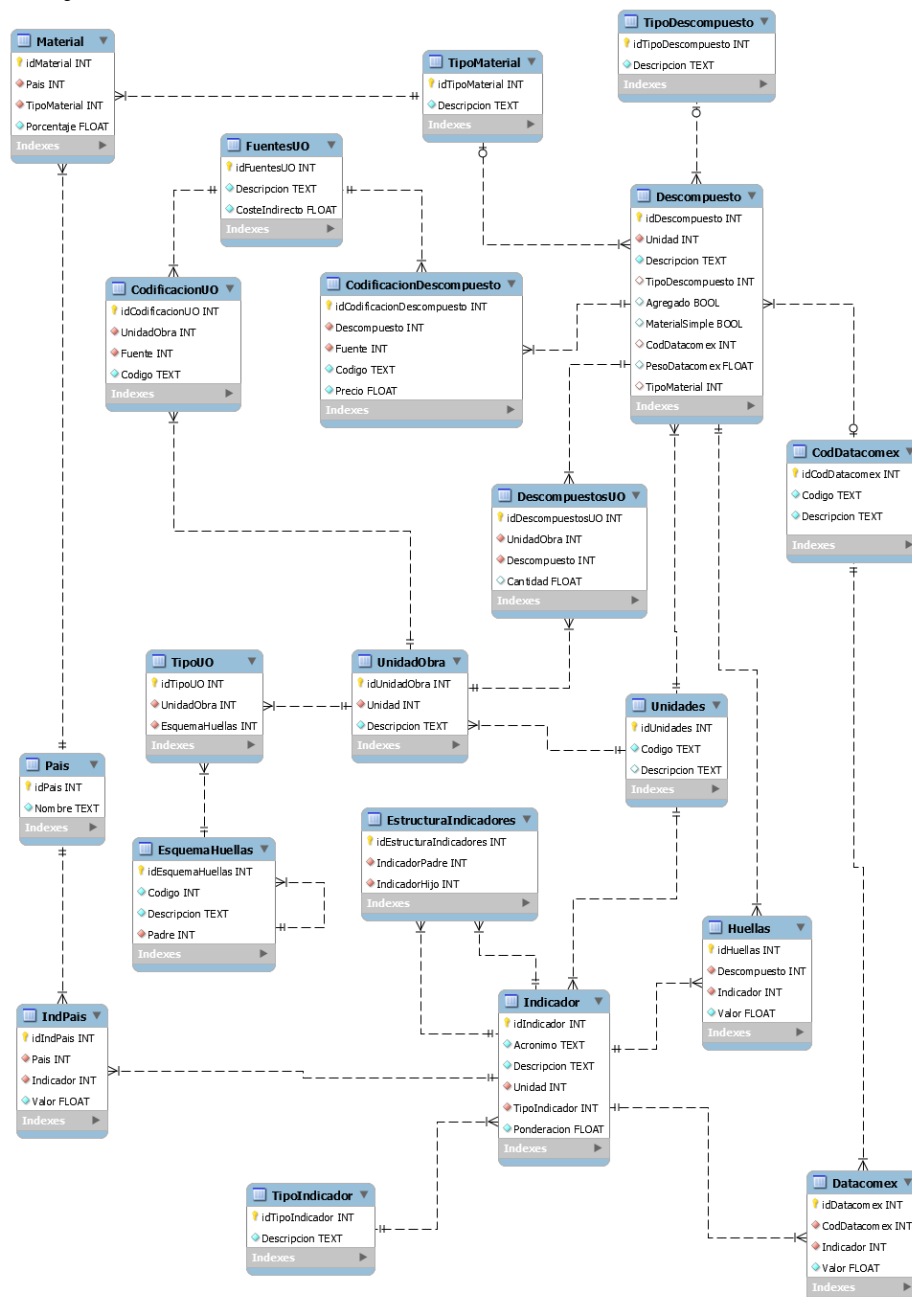 TipoDescompuesto
idTipoDescompuesto INT
Descripcion TEXT
Indexes
Material
idMaterial INT
Pais INT
TipoMaterial INT
Porcentaje FLOAT
Indexes
TipoMaterial
idTipoMaterial INT
Descripcion TEXT
Indexes
FuentesUO
idFuentesUO INT
Descripcion TEXT
CosteIndirecto FLOAT
Indexes
Descompuesto
idDescompuesto INT
Unidad INT
Descripcion TEXT
TipoDescompuesto INT
Agregado BOOL
MaterialSimple BOOL
CodDatacomex INT
PesoDatacomex FLOAT
TipoMaterial INT
Indexes
CodificacionUO
idCodificacionUO INT
UnidadObra INT
Fuente INT
Codigo TEXT
Indexes
CodificacionDescompuesto
idCodificacionDescompuesto INT
Descompuesto INT
Fuente INT
Codigo TEXT
Precio FLOAT
Indexes
CodDatacomex
idCodDatacomex INT
Codigo TEXT
Descripcion TEXT
Indexes
DescompuestosUO
idDescompuestosUO INT
UnidadObra INT
Descompuesto INT
Cantidad FLOAT
Indexes
TipoUO
idTipoUO INT
UnidadObra INT
EsquemaHuellas INT
Indexes
UnidadObra
idUnidadObra INT
Unidad INT
Descripcion TEXT
Indexes
Unidades
idUnidades INT
Codigo TEXT
Descripcion TEXT
Indexes
Pais
idPais INT
Nombre TEXT
Indexes
EsquemaHuellas
idEsquemaHuellas INT
Codigo INT
Descripcion TEXT
Padre INT
Indexes
EstructuraIndicadores
idEstructuraIndicadores INT
IndicadorPadre INT
IndicadorHijo INT
Indexes
Huellas
idHuellas INT
Descompuesto INT
Indicador INT
Valor FLOAT
Indexes
IndPais
idIndPais INT
Pais INT
Indicador INT
Valor FLOAT
Indexes
Indicador
idIndicador INT
Acronimo TEXT
Descripcion TEXT
Unidad INT
TipoIndicador INT
Ponderacion FLOAT
Indexes
TipoIndicador
idTipoIndicador INT
Descripcion TEXT
Indexes
Datacomex
idDatacomex INT
CodDatacomex INT
Indicador INT
Valor FLOAT
Indexes